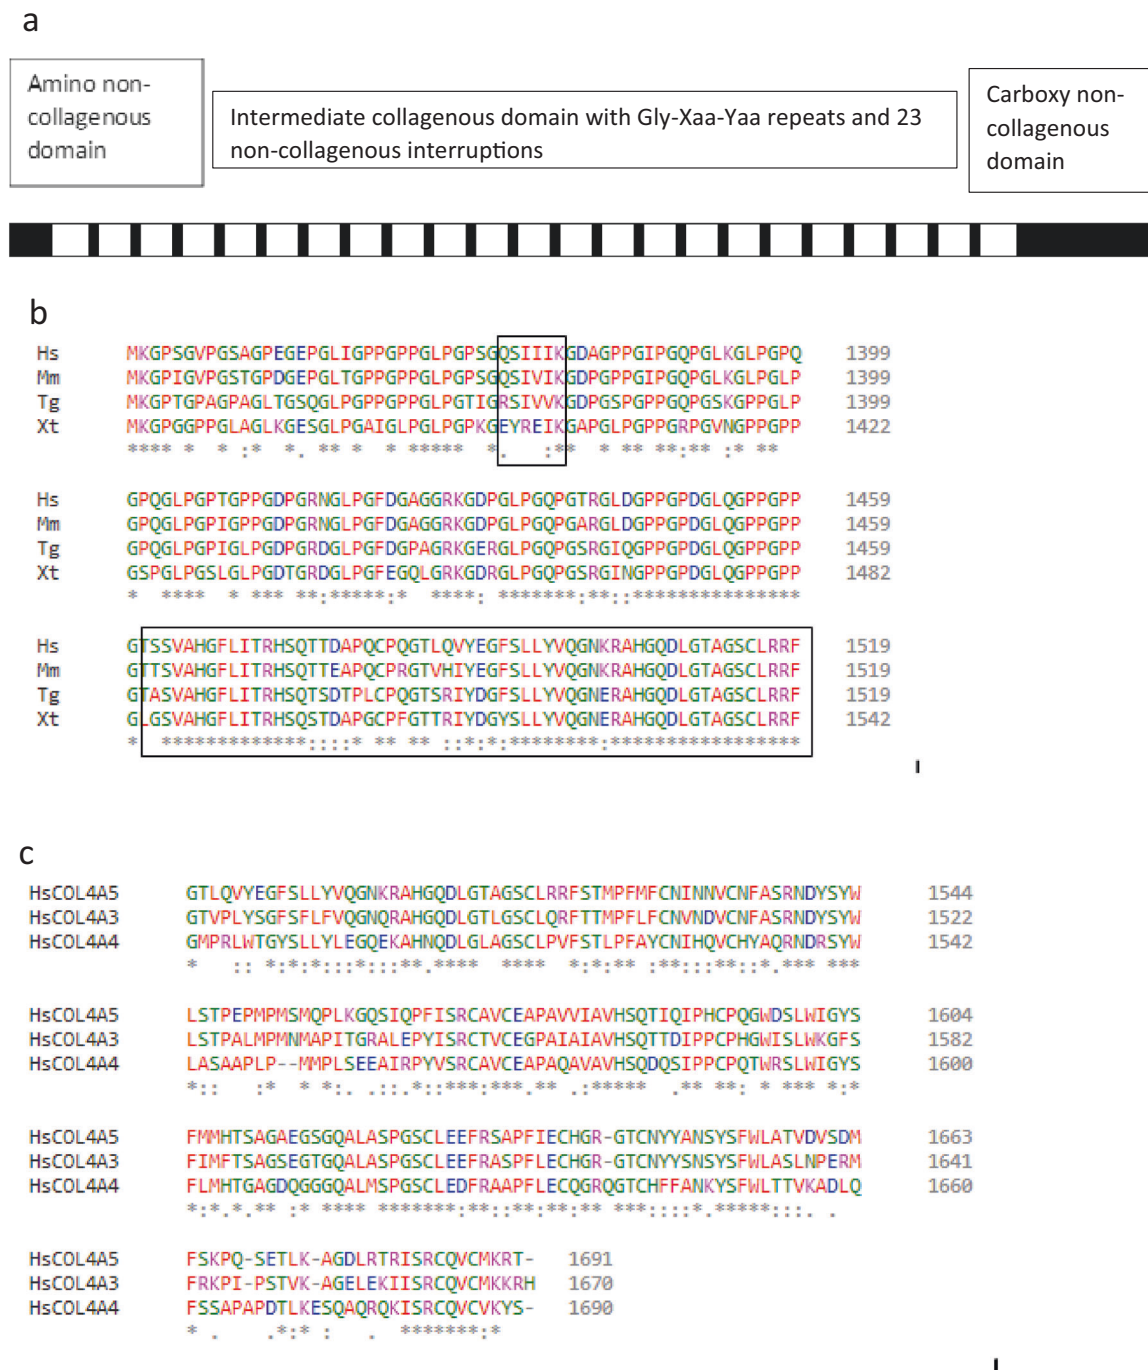 a
Amino non-
collagenous
domain
Intermediate collagenous domain with Gly-Xaa-Yaa repeats and 23
non-collagenous interruptions
Carboxy non-
collagenous
domain
b
Hs MKGPSGVPGSAGPEGEPGLIGPPGPPGLPGPSGQSIIIKGDAGPPGIPGQPGLKGLPGPQ 1399
Mm MKGPIGVPGSTGPDGEPGLTGPPGPPGLPGPSGQSIVIKGDPGPPGIPGQPGLKGLPGLP 1399
Tg MKGPTGPAGPAGLTGSQGLPGPPGPPGLPGTIGRSIVVKGDPGSPGPPGQPGSKGPPGLP 1399
Xt MKGPGGPPGLAGLKGESGLPGAIGLPGLPGPKGEYREIKGAPGLPGPPGRPGVNGPPGPP 1422
**** *  * :*  *. ** *  * *****  *.   :**  * ** **:** :* **
Hs GPQGLPGPTGPPGDPGRNGLPGFDGAGGRKGDPGLPGQPGTRGLDGPPGPDGLQGPPGPP 1459
Mm GPQGLPGPIGPPGDPGRNGLPGFDGAGGRKGDPGLPGQPGARGLDGPPGPDGLQGPPGPP 1459
Tg GPQGLPGPIGLPGDPGRDGLPGFDGPAGRKGERGLPGQPGSRGIQGPPGPDGLQGPPGPP 1459
Xt GSPGLPGSLGLPGDTGRDGLPGFEGQLGRKGDRGLPGQPGSRGINGPPGPDGLQGPPGPP 1482
*  ****  * *** **:*****:*  ****: *******:**::***************
Hs GTSSVAHGFLITRHSQTTDAPQCPQGTLQVYEGFSLLYVQGNKRAHGQDLGTAGSCLRRF 1519
Mm GTTSVAHGFLITRHSQTTEAPQCPRGTVHIYEGFSLLYVQGNKRAHGQDLGTAGSCLRRF 1519
Tg GTASVAHGFLITRHSQTSDTPLCPQGTSRIYDGFSLLYVQGNERAHGQDLGTAGSCLRRF 1519
Xt GLGSVAHGFLITRHSQSTDAPGCPFGTTRIYDGYSLLYVQGNERAHGQDLGTAGSCLRRF 1542
*  *************::::* ** **  ::*:*:********:*****************
c
HsCOL4A5 GTLQVYEGFSLLYVQGNKRAHGQDLGTAGSCLRRFSTMPFMFCNINNVCNFASRNDYSYW 1544
HsCOL4A3 GTVPLYSGFSFLFVQGNQRAHGQDLGTLGSCLQRFTTMPFLFCNVNDVCNFASRNDYSYW 1522
HsCOL4A4 GMPRLWTGYSLLYLEGQEKAHNQDLGLAGSCLPVFSTLPFAYCNIHQVCHYAQRNDRSYW 1542
*   :: *:*:*:::*:::**.****  ****  *:*:** :**:::**::*.*** ***
HsCOL4A5 LSTPEPMPMSMQPLKGQSIQPFISRCAVCEAPAVVIAVHSQTIQIPHCPQGWDSLWIGYS 1604
HsCOL4A3 LSTPALMPMNMAPITGRALEPYISRCTVCEGPAIAIAVHSQTTDIPPCPHGWISLWKGFS 1582
HsCOL4A4 LASAAPLP--MMPLSEEAIRPYVSRCAVCEAPAQAVAVHSQDQSIPPCPQTWRSLWIGYS 1600
*::   :*  * *:. .::.*::***:***.** .:*****  .** **: * *** *:*
HsCOL4A5 FMMHTSAGAEGSGQALASPGSCLEEFRSAPFIECHGR-GTCNYYANSYSFWLATVDVSDM 1663
HsCOL4A3 FIMFTSAGSEGTGQALASPGSCLEEFRASPFLECHGR-GTCNYYSNSYSFWLASLNPERM 1641
HsCOL4A4 FLMHTGAGDQGGGQALMSPGSCLEDFRAAPFLECQGRQGTCHFFANKYSFWLTTVKADLQ 1660
*:*.*.** :* **** *******:**::**:**:** ***::::*.*****:::. .
HsCOL4A5 FSKPQ-SETLK-AGDLRTRISRCQVCMKRT- 1691
HsCOL4A3 FRKPI-PSTVK-AGELEKIISRCQVCMKKRH 1670
HsCOL4A4 FSSAPAPDTLKESQAQRQKISRCQVCVKYS- 1690
* .   .*:* :   .  *******:*